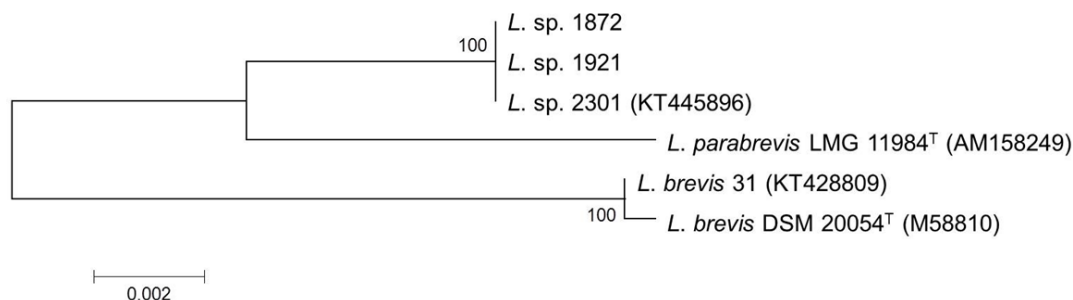 L. sp. 1872
100
L. sp. 1921
L. sp. 2301 (KT445896)
L. parabrevis LMG 11984ᵀ (AM158249)
L. brevis 31 (KT428809)
100
L. brevis DSM 20054ᵀ (M58810)
0.002